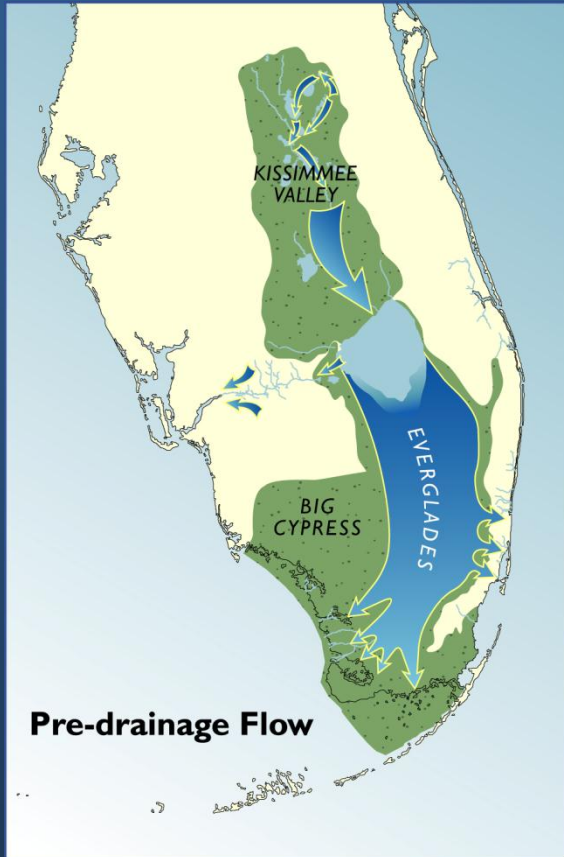 KISSIMMEE
VALLEY
EVERGLADES
BIG
CYPRESS
Pre-drainage Flow